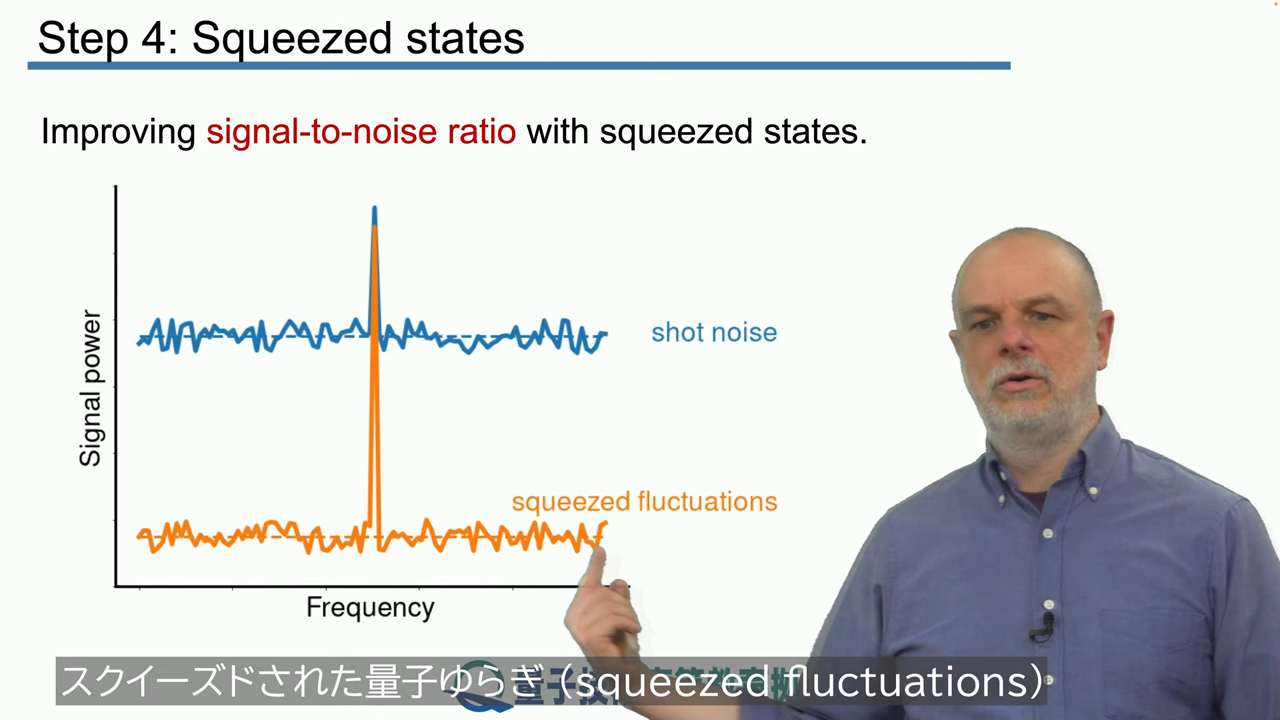 Step 4: Squeezed states
Improving signal-to-noise ratio with squeezed states.
shot noise
Signal power
squeezed fluctuations
Frequency
スクイーズドされた量子ゆらぎ（squeezed fluctuations）